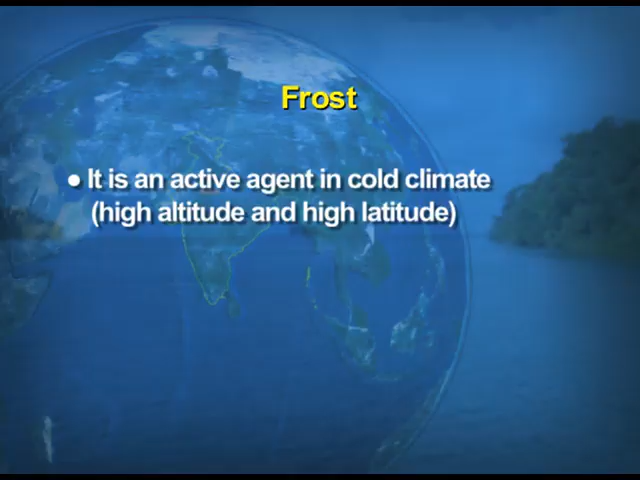 Frost
● It is an active agent in cold climate
(high altitude and high latitude)